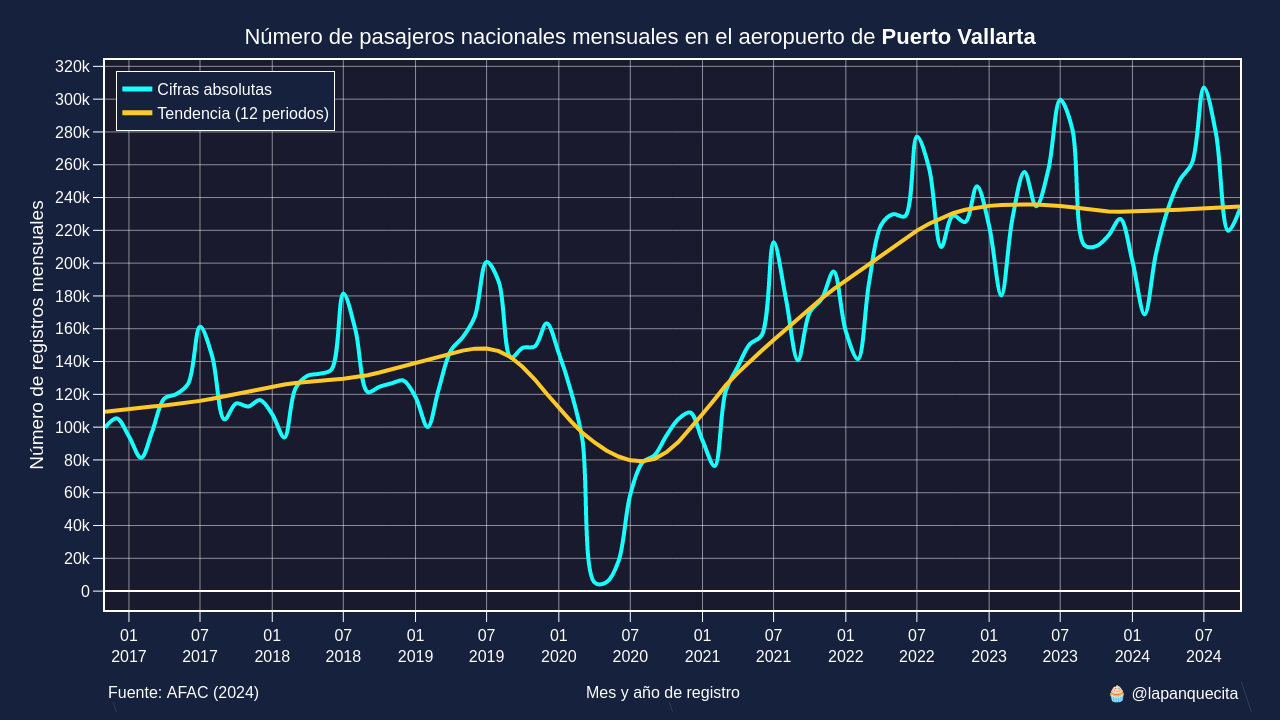 Número de pasajeros nacionales mensuales en el aeropuerto de Puerto Vallarta
Cifras absolutas
Tendencia (12 periodos)
Número de registros mensuales
320k
300k
280k
260k
240k
220k
200k
180k
160k
140k
120k
100k
80k
60k
40k
20k
0
01 07 01 07 01 07 01 07 01 07 01 07 01 07 01 07
2017 2017 2018 2018 2019 2019 2020 2020 2021 2021 2022 2022 2023 2023 2024 2024
Fuente: AFAC (2024)
Mes y año de registro
🧁 @lapanquecita